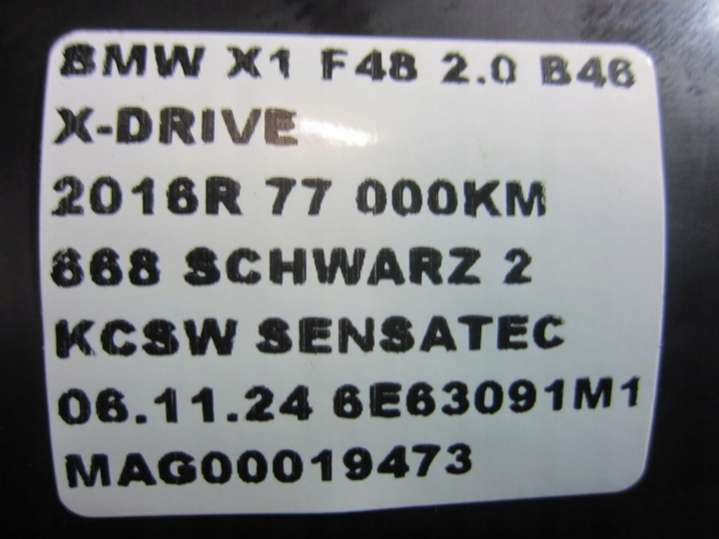 BMW X1 F48 2.0 B46
X-DRIVE
2016R 77 000KM
668 SCHWARZ 2
KCSW SENSATEC
06.11.24 6E63091M1
MAG00019473